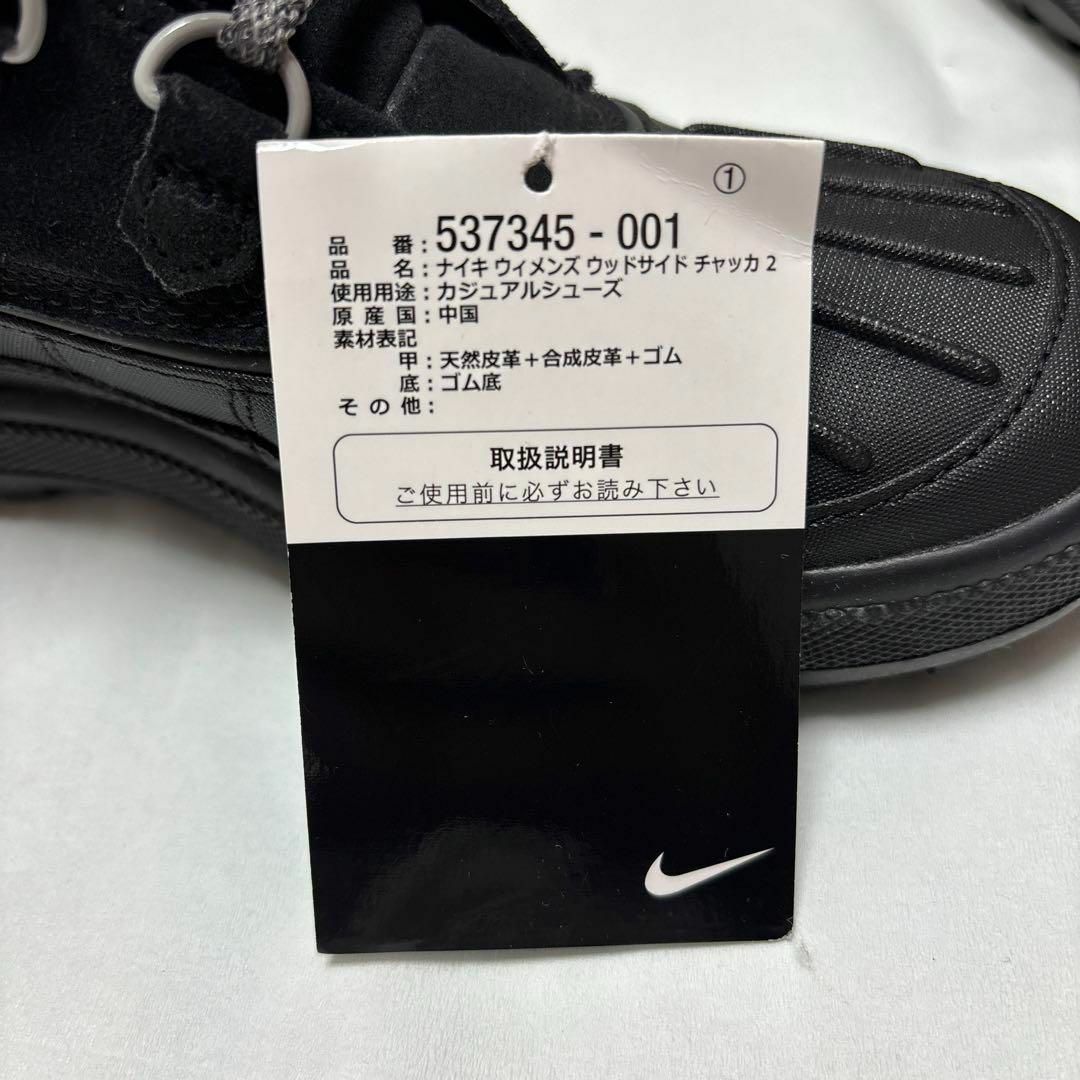 ①
品 番：537345 - 001
品 名：ナイキ ウィメンズ ウッドサイド チャッカ 2
使用用途：カジュアルシューズ
原 産 国：中国
素材表記
甲：天然皮革＋合成皮革＋ゴム
底：ゴム底
そ の 他：
取扱説明書
ご使用前に必ずお読み下さい